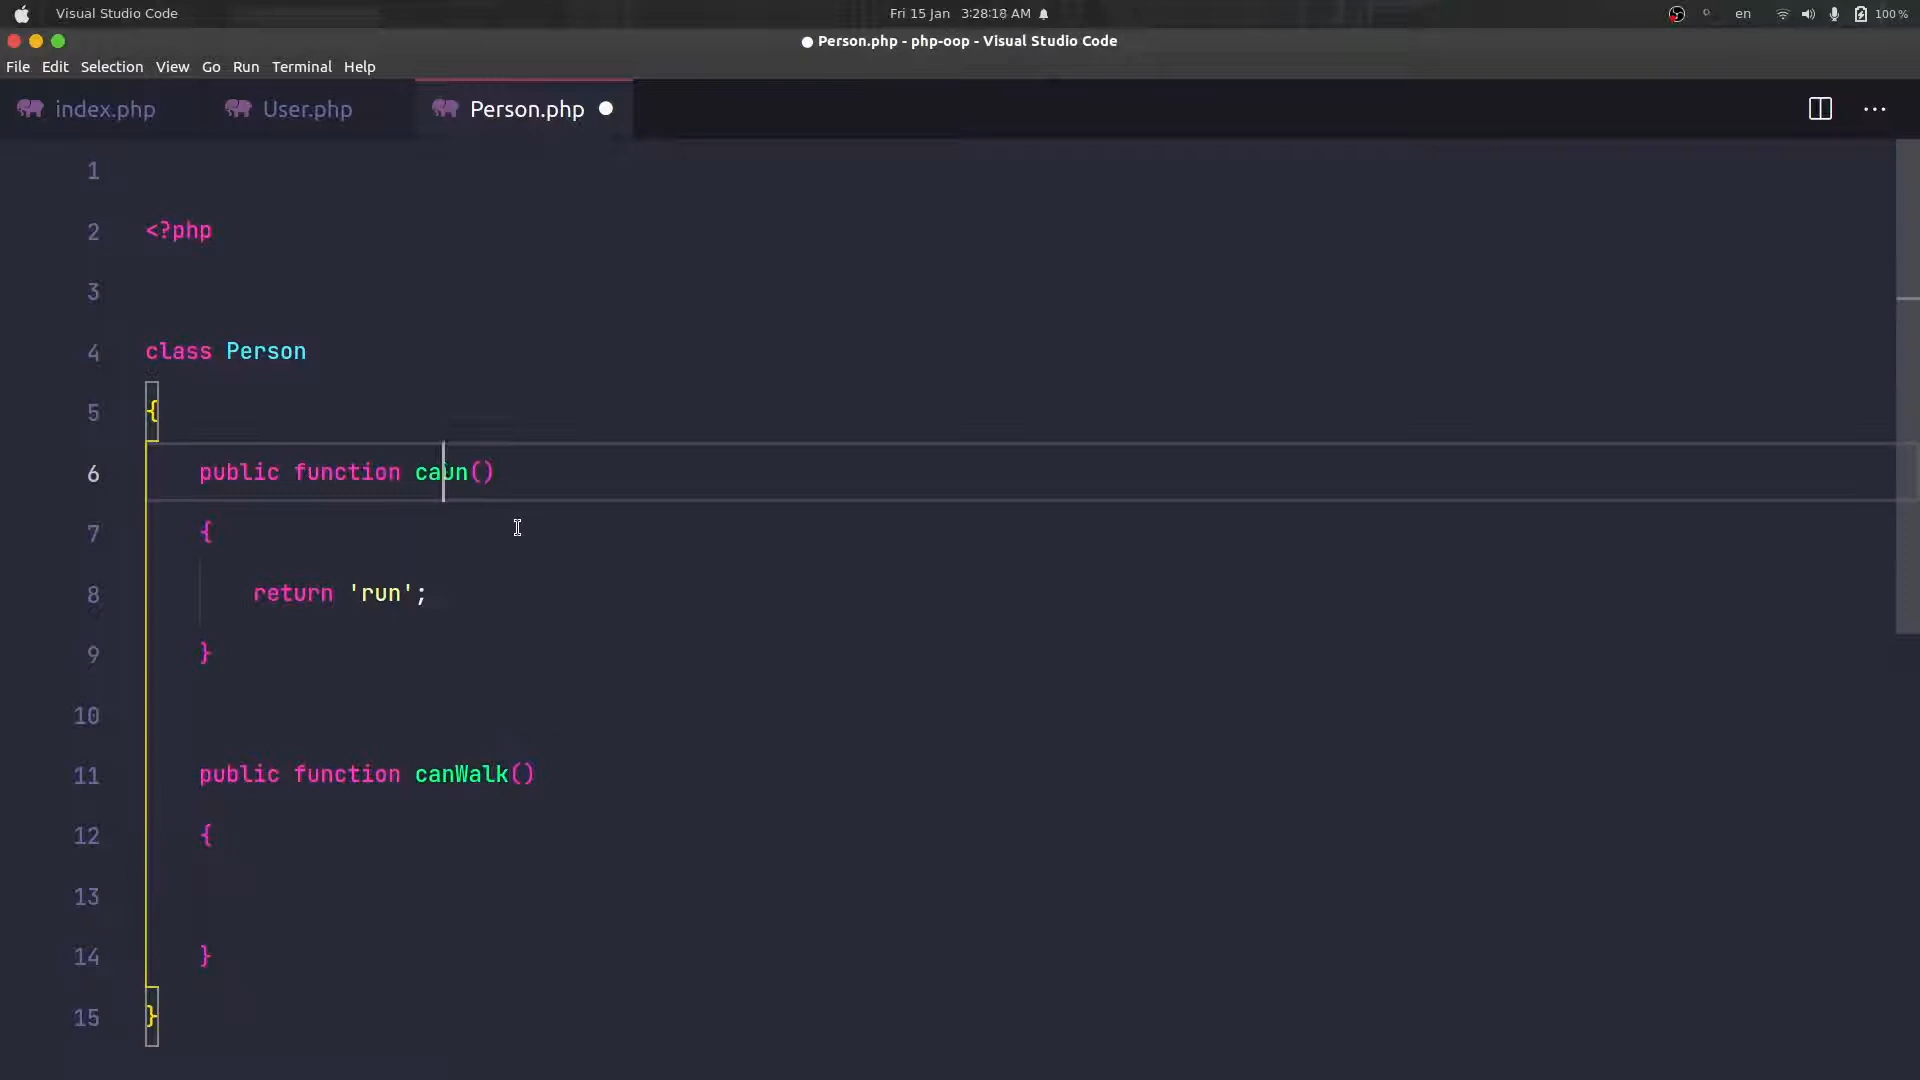 Visual Studio Code
Fri 15 Jan 3:28:18 AM
en
100 %
Person.php - php-oop - Visual Studio Code
File Edit Selection View Go Run Terminal Help
index.php
User.php
Person.php
1
2 <?php
3
4 class Person
5 {
6 public function caun()
7 {
8 return 'run';
9 }
10
11 public function canWalk()
12 {
13
14 }
15 }